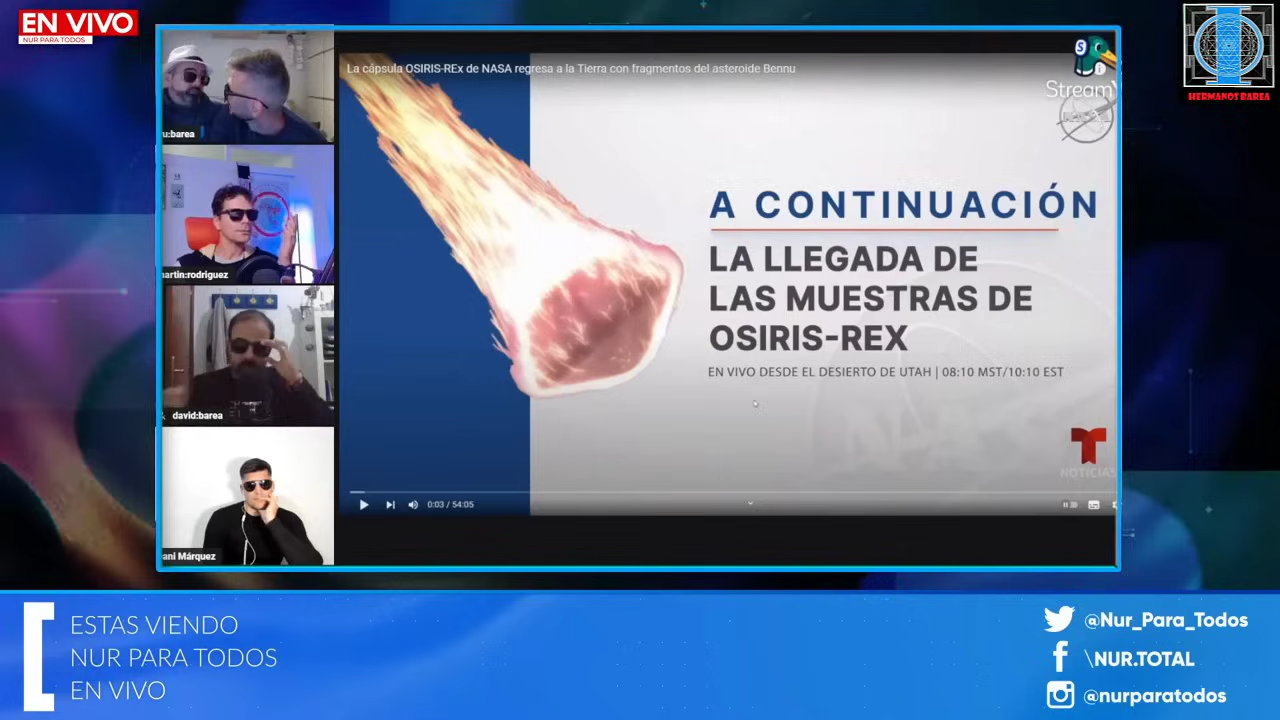 EN VIVO
NUR PARA TODOS
HERMANOS BAREA
La cápsula OSIRIS-REx de NASA regresa a la Tierra con fragmentos del asteroide Bennu
S
Stream
u:barea
martin:rodriguez
david:barea
ani Márquez
A CONTINUACIÓN
LA LLEGADA DE
LAS MUESTRAS DE
OSIRIS-REX
EN VIVO DESDE EL DESIERTO DE UTAH | 08:10 MST/10:10 EST
T
NOTICIAS
0:03 / 54:05
ESTAS VIENDO
NUR PARA TODOS
EN VIVO
@Nur_Para_Todos
\NUR.TOTAL
@nurparatodos